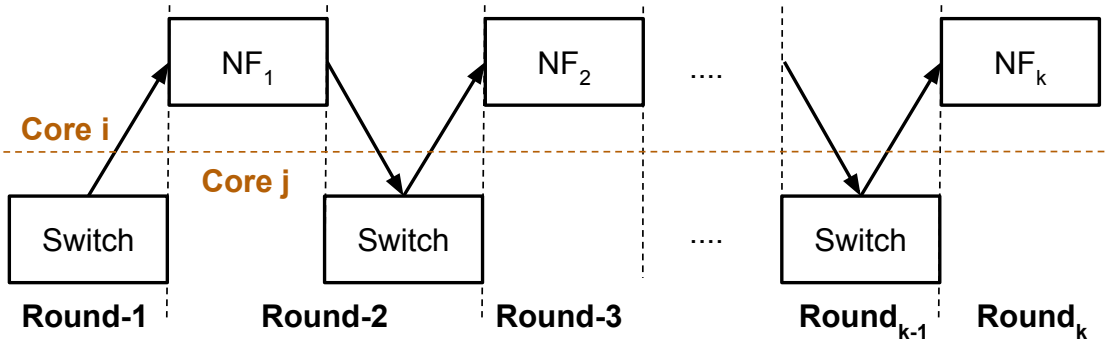 NF1
NF2
....
NFk
Core i
Core j
Switch
Switch
....
Switch
Round-1
Round-2
Round-3
Roundk-1
Roundk